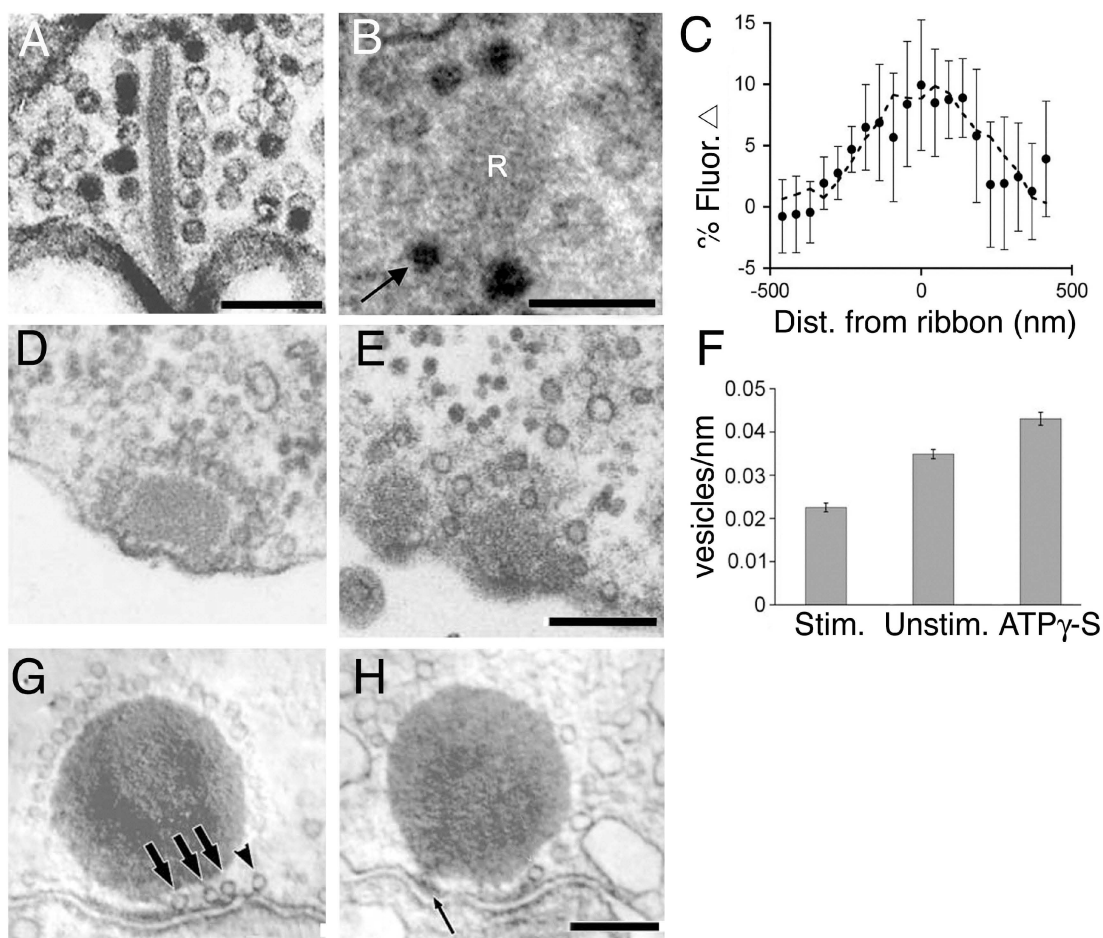 A
B
R
C
15
10
5
0
-5
-500
0
500
% Fluor. △
Dist. from ribbon (nm)
D
E
F
0.05
0.04
0.03
0.02
0.01
0
vesicles/nm
Stim. Unstim. ATPγ-S
G
H